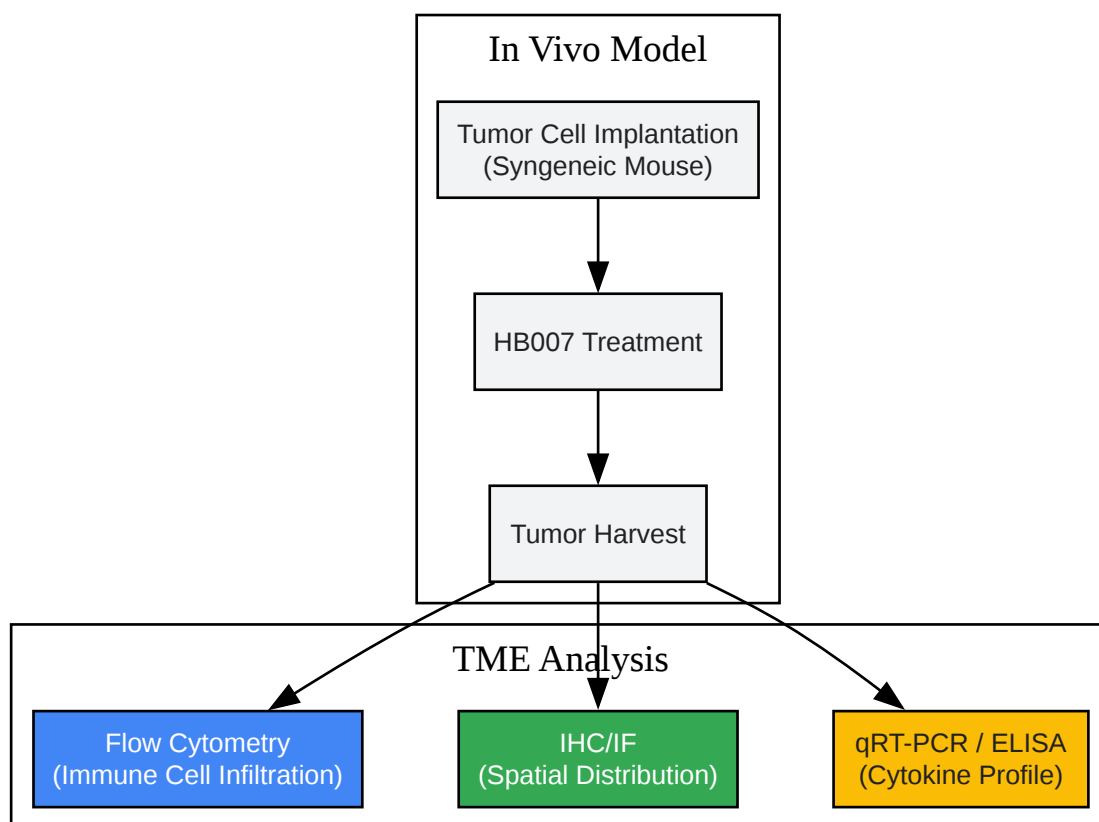 In Vivo Model
Tumor Cell Implantation
(Syngeneic Mouse)
HB007 Treatment
Tumor Harvest
TME Analysis
Flow Cytometry
(Immune Cell Infiltration)
IHC/IF
(Spatial Distribution)
qRT-PCR / ELISA
(Cytokine Profile)